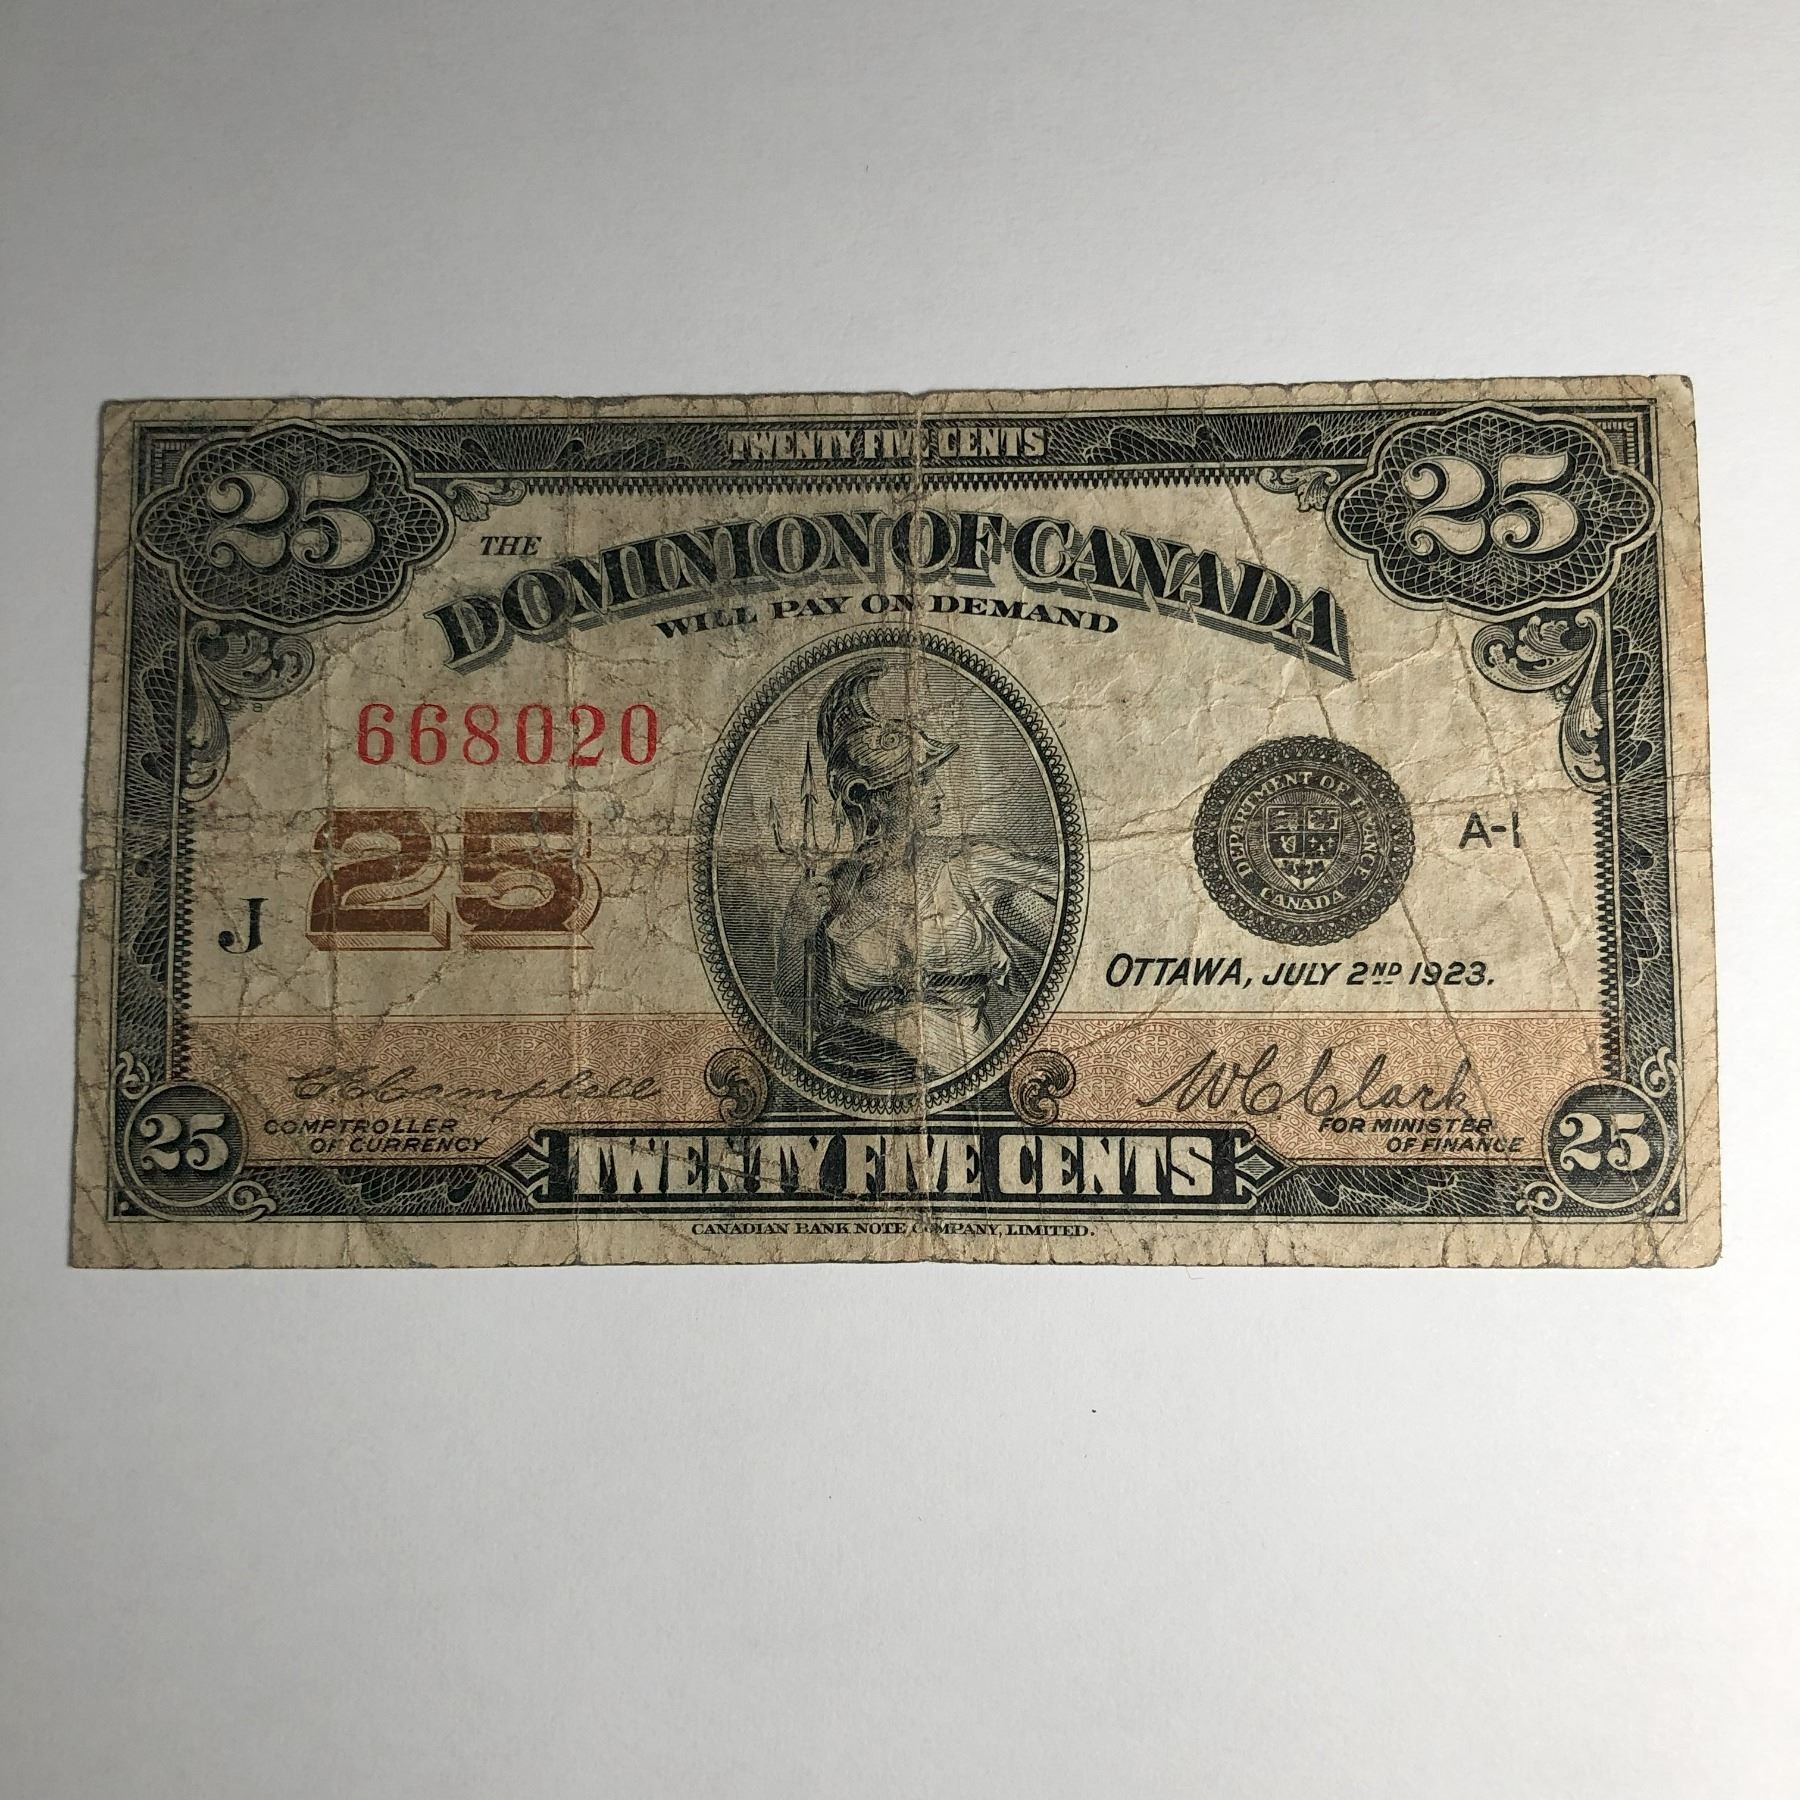 TWENTY FIVE CENTS
25 25
THE DOMINION OF CANADA
WILL PAY ON DEMAND
668020
25
DEPARTMENT OF FINANCE
CANADA
A-1
J
OTTAWA, JULY 2ND 1923.
C.E. Campbell
W C Clark
COMPTROLLER
OF CURRENCY
FOR MINISTER
OF FINANCE
25 TWENTY FIVE CENTS 25
CANADIAN BANK NOTE COMPANY, LIMITED.